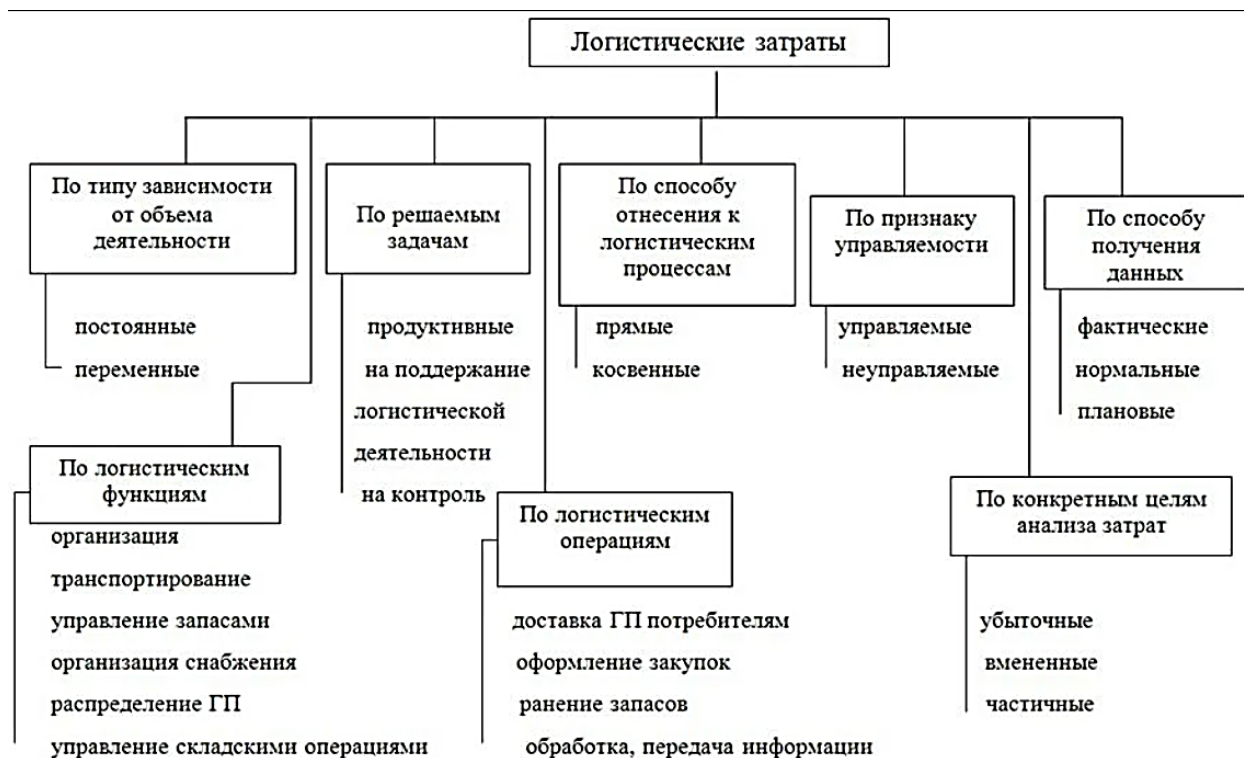 Логистические затраты
По типу зависимости
от объема
деятельности
постоянные
переменные
По решаемым
задачам
продуктивные
на поддержание
логистической
деятельности
на контроль
По способу
отнесения к
логистическим
процессам
прямые
косвенные
По признаку
управляемости
управляемые
неуправляемые
По способу
получения
данных
фактические
нормальные
плановые
По логистическим
функциям
организация
транспортирование
управление запасами
организация снабжения
распределение ГП
управление складскими операциями
По логистическим
операциям
доставка ГП потребителям
оформление закупок
ранение запасов
обработка, передача информации
По конкретным целям
анализа затрат
убыточные
вмененные
частичные